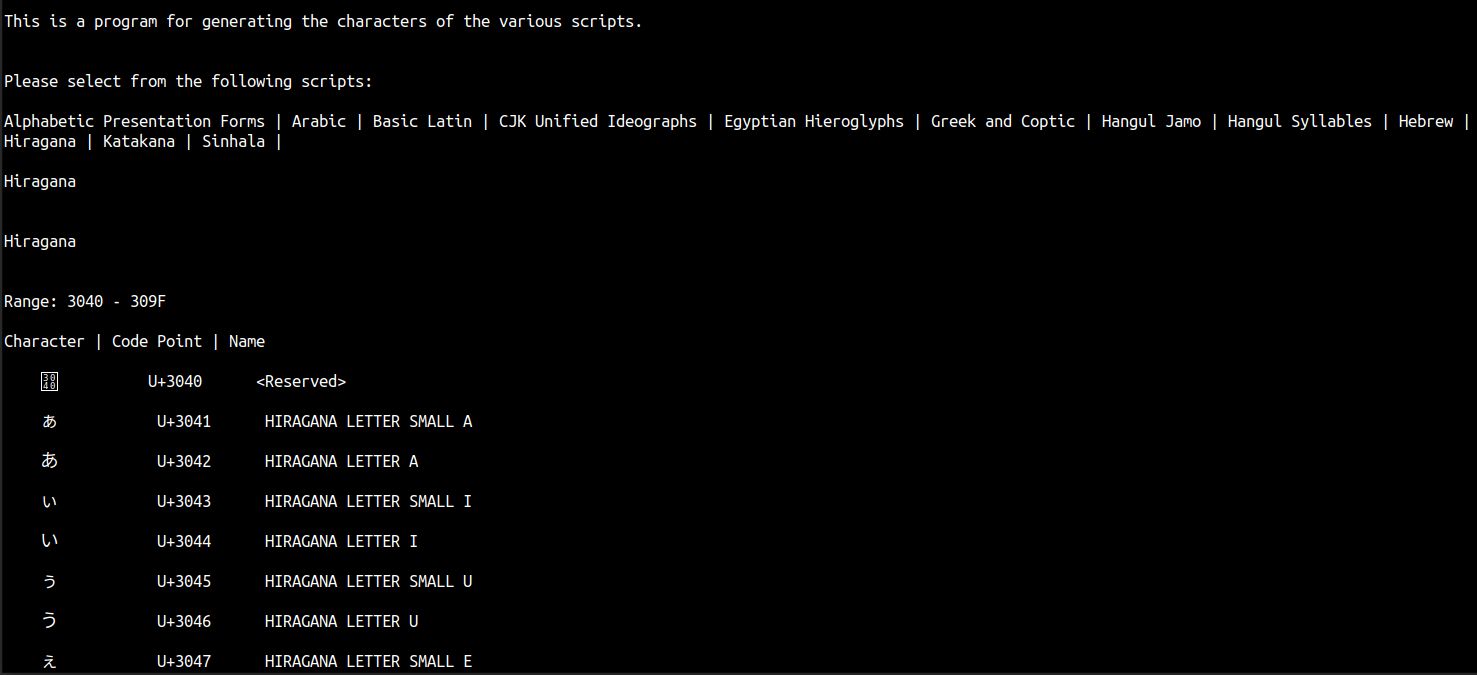 This is a program for generating the characters of the various scripts.
Please select from the following scripts:
Alphabetic Presentation Forms | Arabic | Basic Latin | CJK Unified Ideographs | Egyptian Hieroglyphs | Greek and Coptic | Hangul Jamo | Hangul Syllables | Hebrew |
Hiragana | Katakana | Sinhala |
Hiragana
Hiragana
Range: 3040 - 309F
Character | Code Point | Name
3040 U+3040 <Reserved>
ぁ U+3041 HIRAGANA LETTER SMALL A
あ U+3042 HIRAGANA LETTER A
ぃ U+3043 HIRAGANA LETTER SMALL I
い U+3044 HIRAGANA LETTER I
ぅ U+3045 HIRAGANA LETTER SMALL U
う U+3046 HIRAGANA LETTER U
ぇ U+3047 HIRAGANA LETTER SMALL E